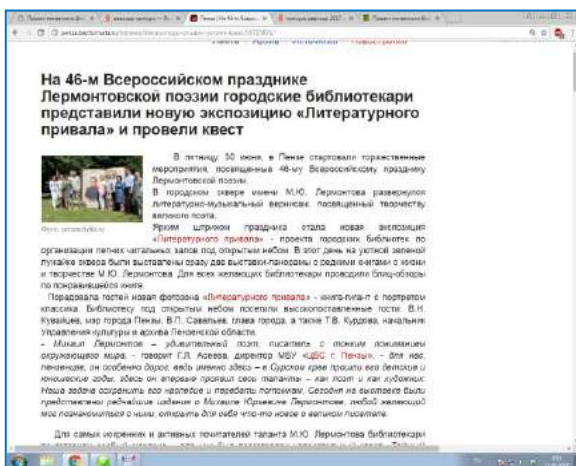 На 46-м Всероссийском празднике
Лермонтовской поэзии городские библиотекари
представили новую экспозицию «Литературного
привала» и провели квест
В пятницу, 30 июня, в Пензе стартовали торжественные
мероприятия, посвященные 46-му Всероссийскому празднику
Лермонтовской поэзии.
В городском сквере имени М.Ю. Лермонтова развернулся
литературно-музыкальный вернисаж, посвященный творчеству
великого поэта.
Ярким штрихом праздника стала новая экспозиция
«Литературного привала» - проекта городских библиотек по
организации летних читальных залов под открытым небом. В этот день на уютной зеленой
лужайке сквера были выставлены сразу две выставки-панорамы с редкими книгами о жизни
и творчестве М.Ю. Лермонтова. Для всех желающих библиотекари проводили блиц-обзоры
по понравившейся книге.
Порадовала гостей новая фотозона «Литературного привала» - книга-гигант с портретом
классика. Библиотеку под открытым небом посетили высокопоставленные гости: В.Н.
Кувайцев, мэр города Пензы, В.П. Савельев, глава города, а также Т.В. Курдова, начальник
Управления культуры и архива Пензенской области.
- Михаил Лермонтов – удивительный поэт, писатель с тонким пониманием
окружающего мира, - говорит Г.Л. Асеева, директор МБУ «ЦБС г. Пензы», - для нас,
пензенцев, он особенно дорог, ведь именно здесь – в Сурском крае прошли его детские и
юношеские годы, здесь он впервые проявил свои таланты – как поэт и как художник.
Наша задача сохранить его наследие и передать потомкам. Сегодня на выставке были
представлены редчайшие издания о Михаиле Юрьевиче Лермонтове, любой желающий
мог познакомиться с ними, открыть для себя что-то новое о великом писателе.
Для самых искренних и активных почитателей таланта М.Ю. Лермонтова библиотекари